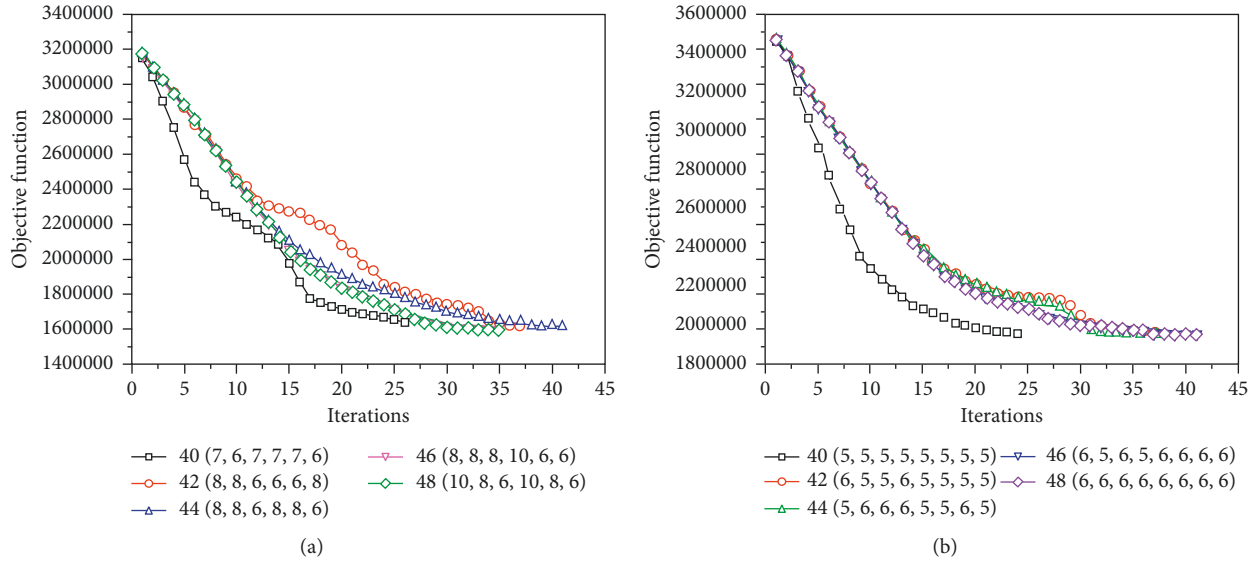 3400000
3200000
3000000
2800000
2600000
2400000
2200000
2000000
1800000
1600000
1400000
Objective function
0 5 10 15 20 25 30 35 40 45
Iterations
40 (7, 6, 7, 7, 7, 6)
42 (8, 8, 6, 6, 6, 8)
44 (8, 8, 6, 8, 8, 6)
46 (8, 8, 8, 10, 6, 6)
48 (10, 8, 6, 10, 8, 6)
(a)
3600000
3400000
3200000
3000000
2800000
2600000
2400000
2200000
2000000
1800000
Objective function
0 5 10 15 20 25 30 35 40 45
Iterations
40 (5, 5, 5, 5, 5, 5, 5, 5)
42 (6, 5, 5, 6, 5, 5, 5, 5)
44 (5, 6, 6, 6, 5, 5, 6, 5)
46 (6, 5, 6, 5, 6, 6, 6, 6)
48 (6, 6, 6, 6, 6, 6, 6, 6)
(b)